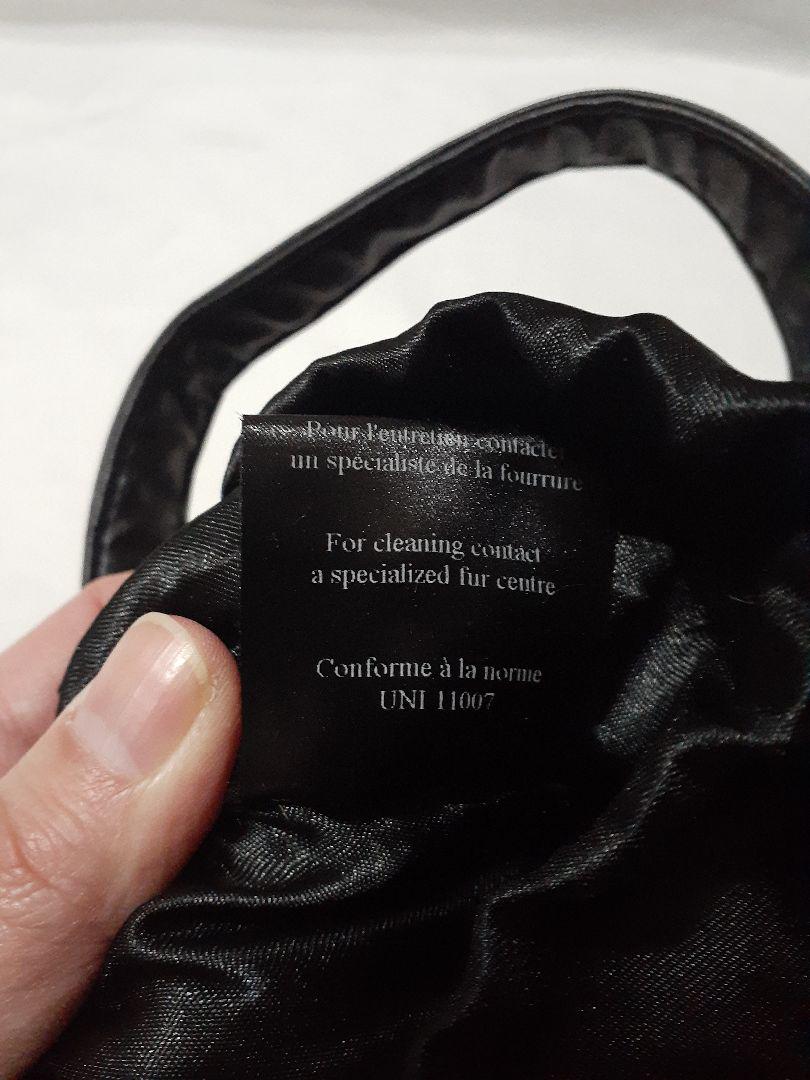 Pour l'entretien contacter
un spécialiste de la fourrure
For cleaning contact
a specialized fur centre
Conforme à la norme
UNI 11007